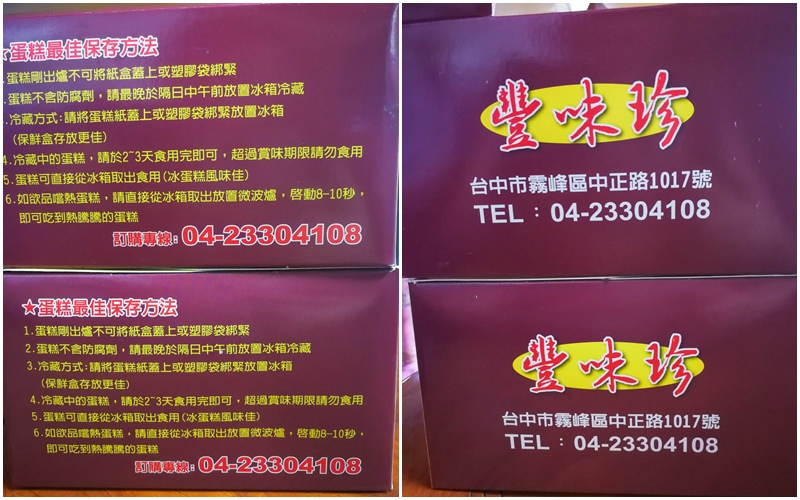 ★蛋糕最佳保存方法
.蛋糕剛出爐不可將紙盒蓋上或塑膠袋綁緊
.蛋糕不含防腐劑，請最晚於隔日中午前放置冰箱冷藏
.冷藏方式:請將蛋糕紙蓋上或塑膠袋綁緊放置冰箱
(保鮮盒存放更佳)
4.冷藏中的蛋糕，請於2~3天食用完即可，超過賞味期限請勿食用
5.蛋糕可直接從冰箱取出食用(冰蛋糕風味佳)
6.如欲品嚐熱蛋糕，請直接從冰箱取出放置微波爐，啓動8-10秒，
即可吃到熱騰騰的蛋糕
訂購專線:04-23304108
豐味珍
台中市霧峰區中正路1017號
TEL：04-23304108
★蛋糕最佳保存方法
1.蛋糕剛出爐不可將紙盒蓋上或塑膠袋綁緊
2.蛋糕不含防腐劑，請最晚於隔日中午前放置冰箱冷藏
3.冷藏方式:請將蛋糕紙蓋上或塑膠袋綁緊放置冰箱
(保鮮盒存放更佳)
4.冷藏中的蛋糕，請於2~3天食用完即可，超過賞味期限請勿食用
5.蛋糕可直接從冰箱取出食用(冰蛋糕風味佳)
6.如欲品嚐熱蛋糕，請直接從冰箱取出放置微波爐，啓動8-10秒，
即可吃到熱騰騰的蛋糕
訂購專線:04-23304108
豐味珍
台中市霧峰區中正路1017號
TEL：04-23304108